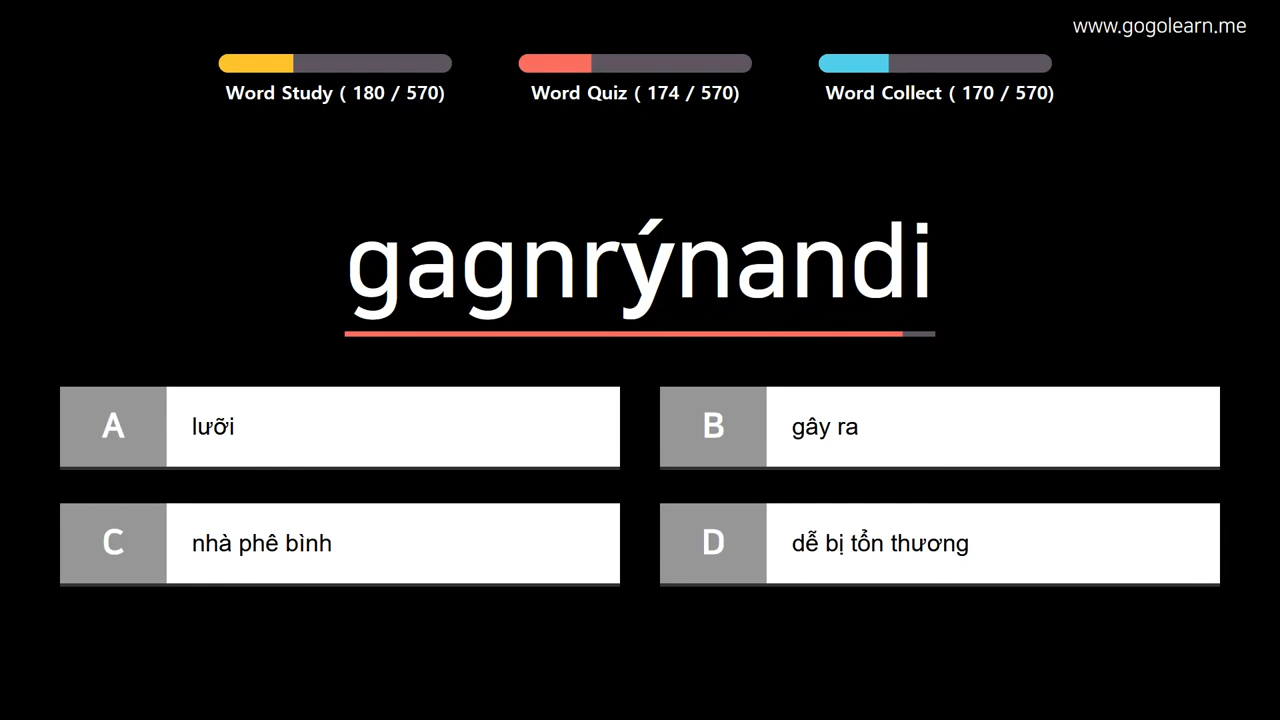 www.gogolearn.me
Word Study ( 180 / 570)
Word Quiz ( 174 / 570)
Word Collect ( 170 / 570)
gagnrýnandi
A lưỡi
B gây ra
C nhà phê bình
D dễ bị tổn thương